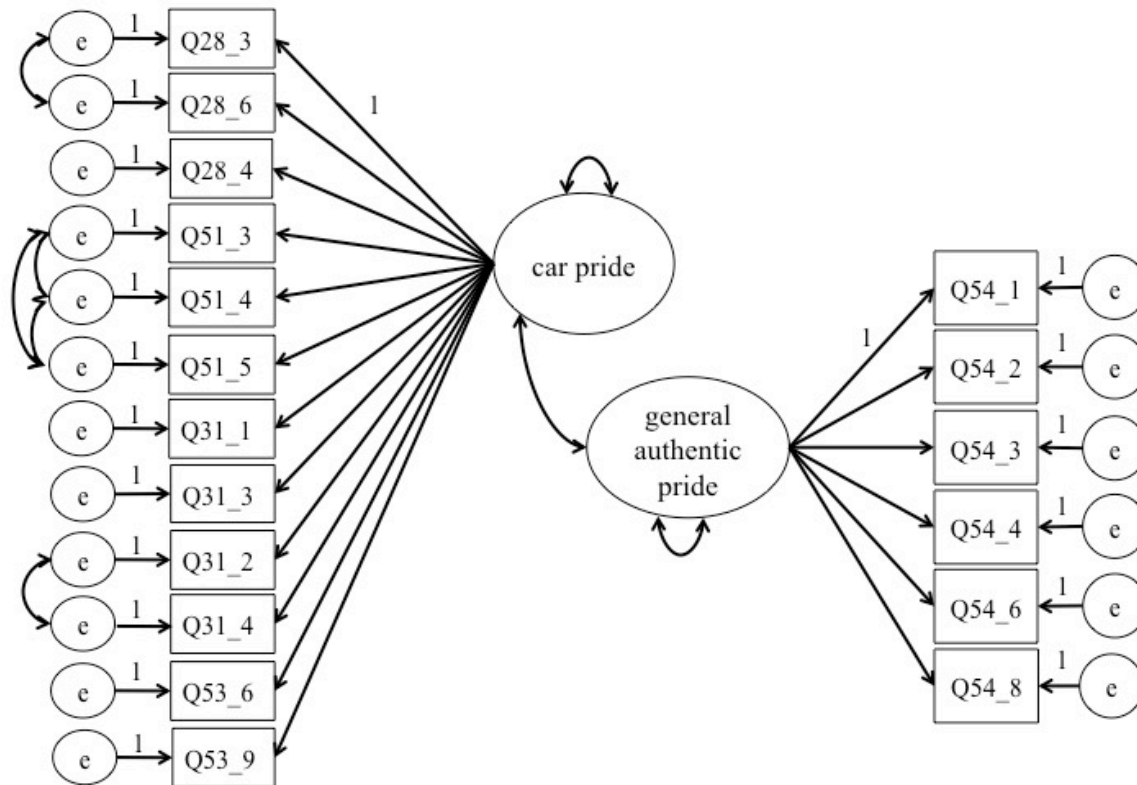 e 1 Q28_3
e 1 Q28_6
1
e 1 Q28_4
e 1 Q51_3
car pride
e 1 Q51_4
Q54_1 1 e
e 1 Q51_5
1
Q54_2 1 e
e 1 Q31_1
general
authentic
pride
Q54_3 1 e
e 1 Q31_3
Q54_4 1 e
e 1 Q31_2
Q54_6 1 e
e 1 Q31_4
e 1 Q53_6
Q54_8 1 e
e 1 Q53_9